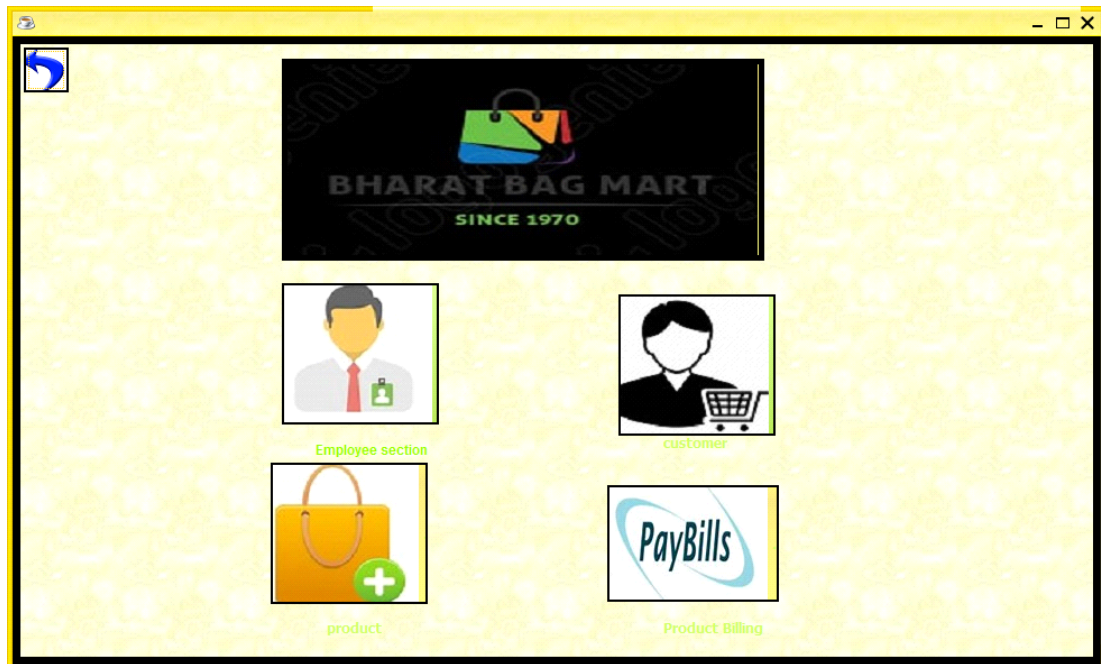 BHARAT BAG MART
SINCE 1970
Employee section
customer
PayBills
product
Product Billing